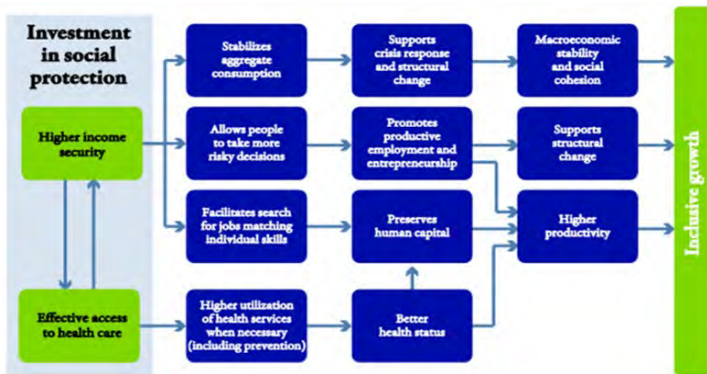 Investment
in social
protection
Higher income
security
Effective access
to health care
Stabilizes
aggregate
consumption
Supports
crisis response
and structural
change
Macroeconomic
stability
and social
cohesion
Allows people
to take more
risky decisions
Promotes
productive
employment and
entrepreneurship
Supports
structural
change
Facilitates search
for jobs matching
individual skills
Preserves
human capital
Higher
productivity
Higher utilization
of health services
when necessary
(including prevention)
Better
health status
Inclusive growth